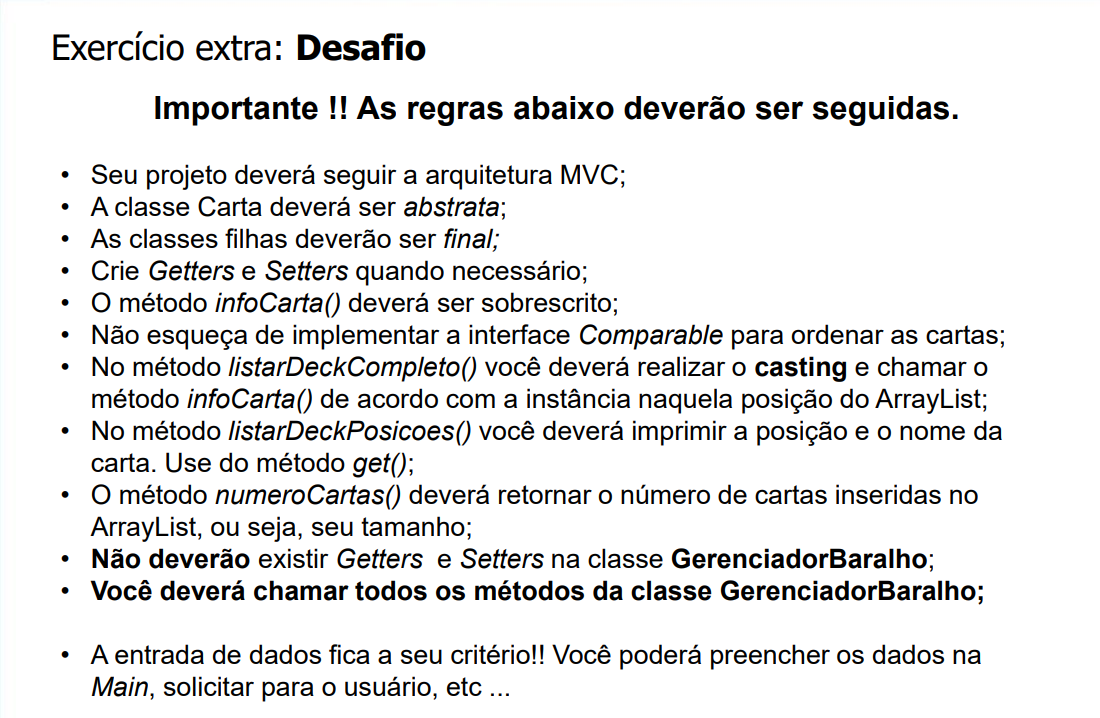 Exercício extra: Desafio
Importante !! As regras abaixo deverão ser seguidas.
• Seu projeto deverá seguir a arquitetura MVC;
• A classe Carta deverá ser abstrata;
• As classes filhas deverão ser final;
• Crie Getters e Setters quando necessário;
• O método infoCarta() deverá ser sobrescrito;
• Não esqueça de implementar a interface Comparable para ordenar as cartas;
• No método listarDeckCompleto() você deverá realizar o casting e chamar o
método infoCarta() de acordo com a instância naquela posição do ArrayList;
• No método listarDeckPosicoes() você deverá imprimir a posição e o nome da
carta. Use do método get();
• O método numeroCartas() deverá retornar o número de cartas inseridas no
ArrayList, ou seja, seu tamanho;
• Não deverão existir Getters e Setters na classe GerenciadorBaralho;
• Você deverá chamar todos os métodos da classe GerenciadorBaralho;
• A entrada de dados fica a seu critério!! Você poderá preencher os dados na
Main, solicitar para o usuário, etc ...